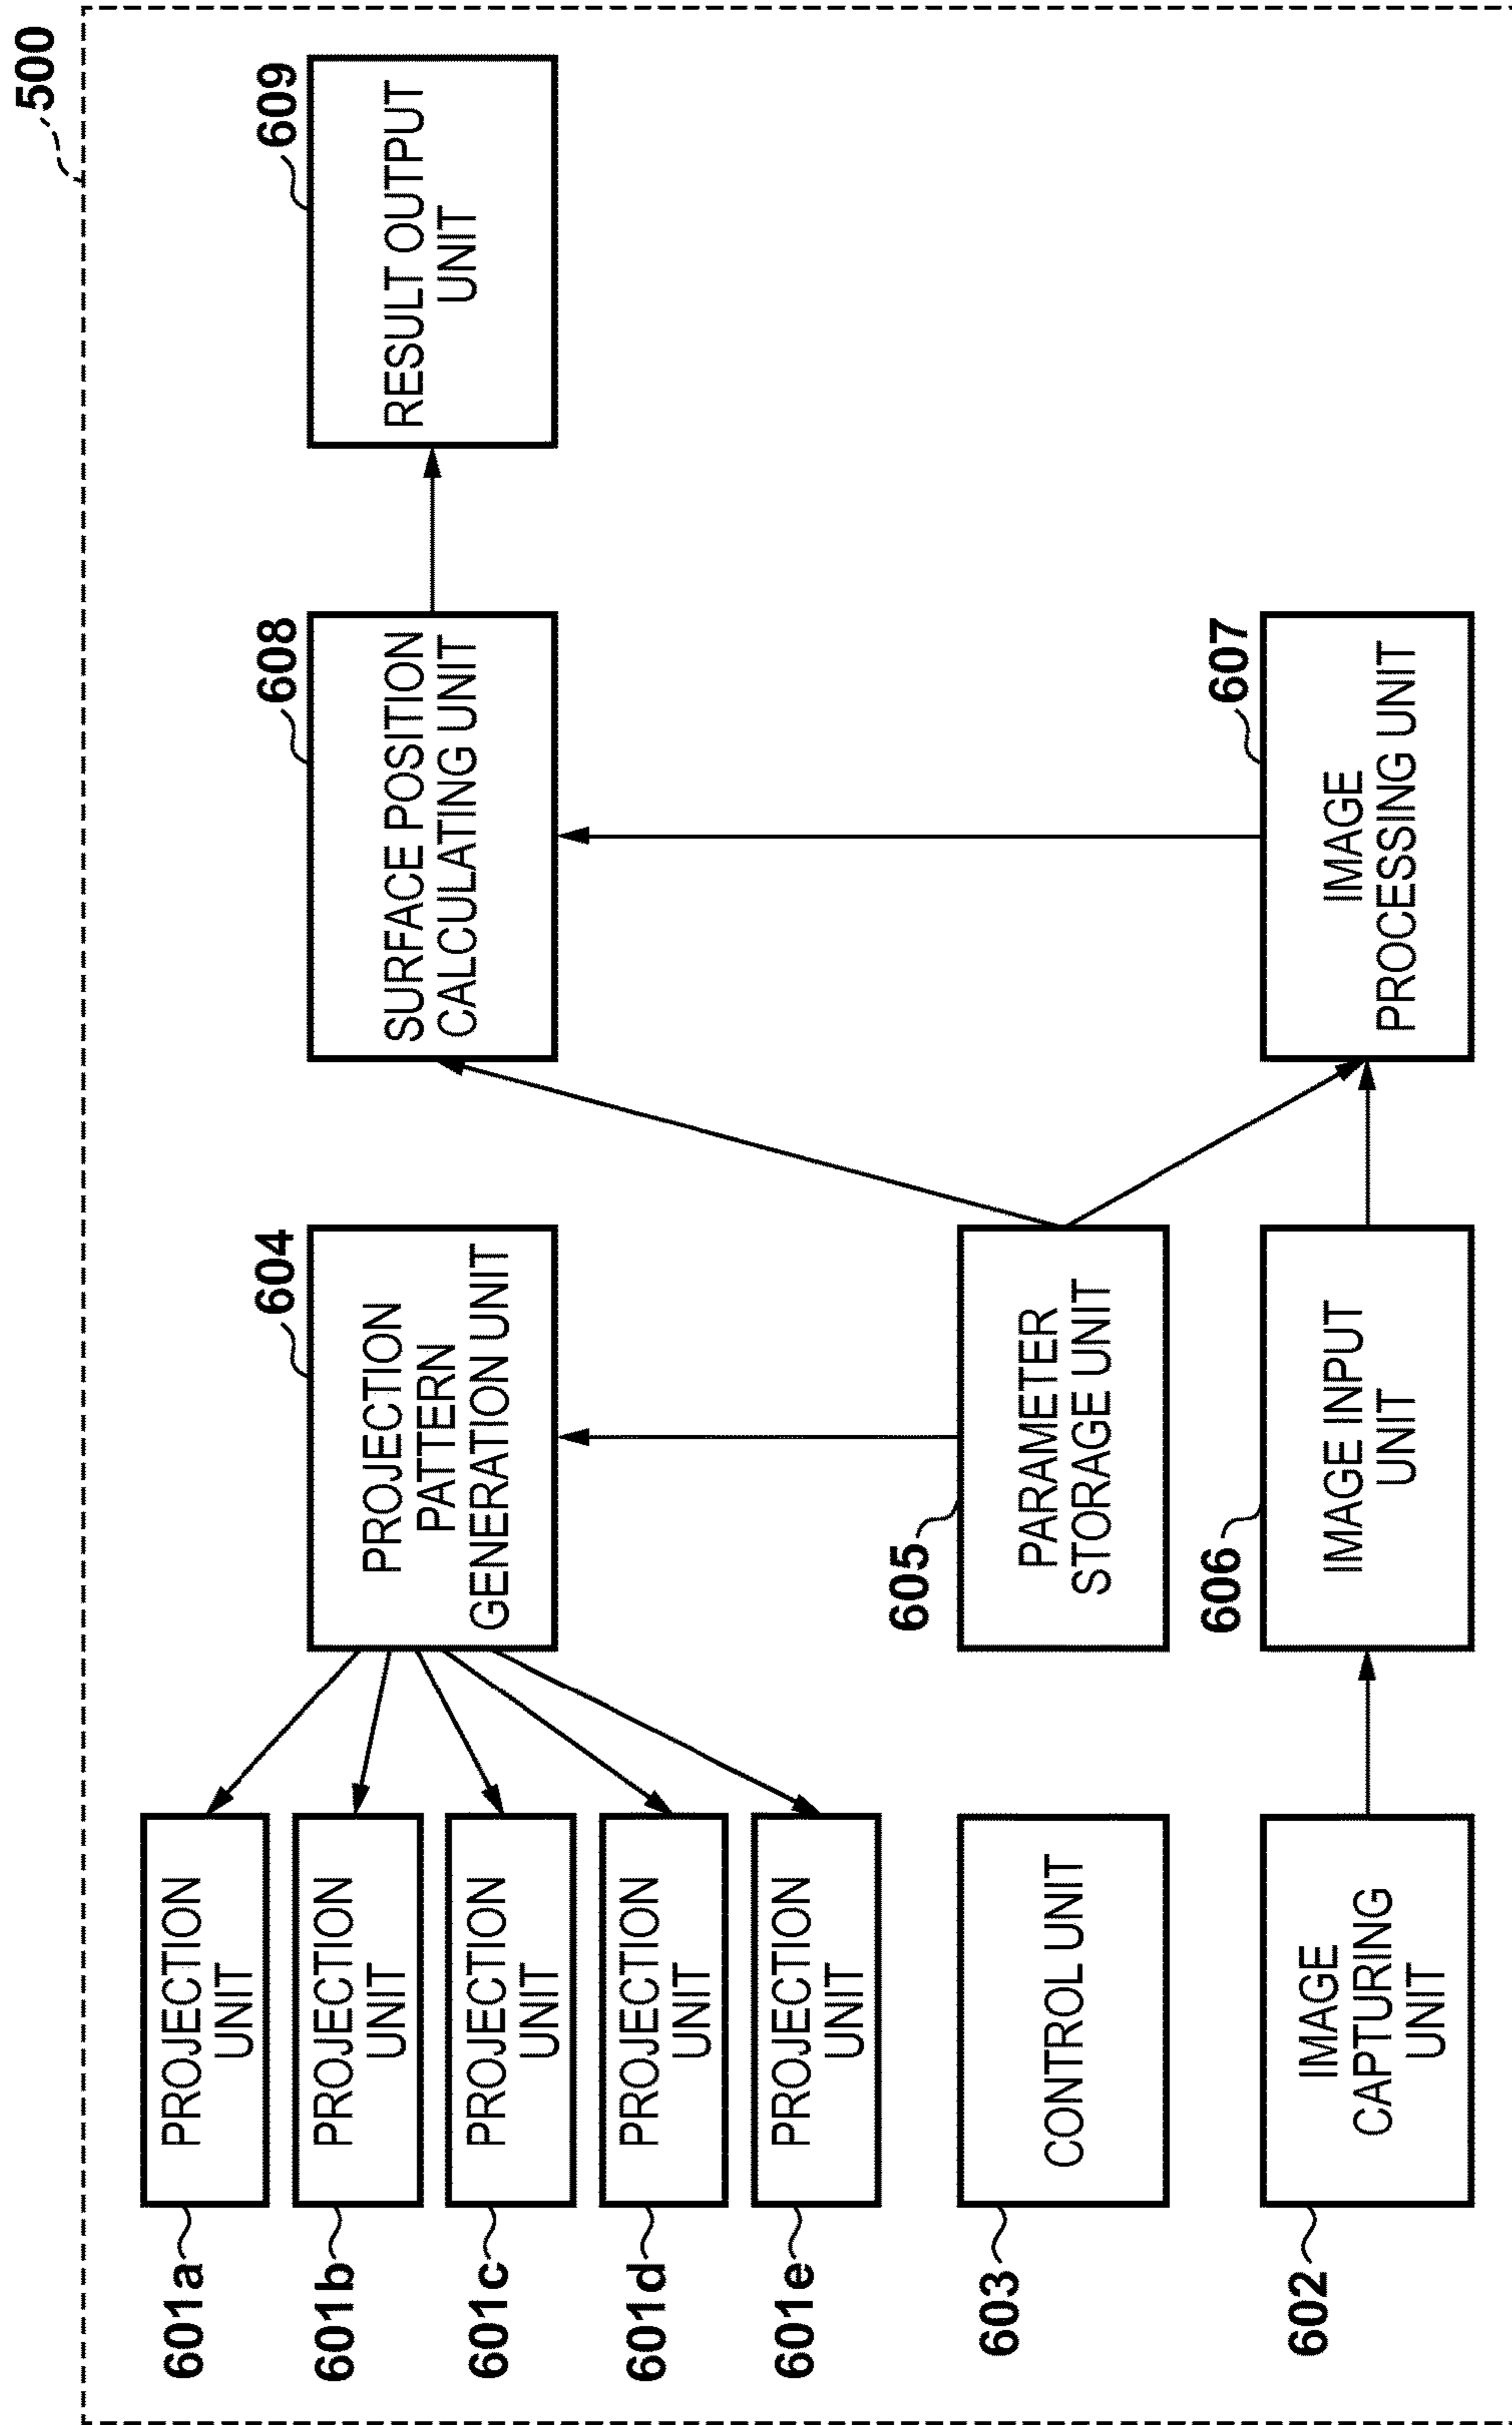 500
601a
PROJECTION
UNIT
601b
PROJECTION
UNIT
601c
PROJECTION
UNIT
601d
PROJECTION
UNIT
601e
PROJECTION
UNIT
603
CONTROL UNIT
602
IMAGE
CAPTURING
UNIT
604
PROJECTION
PATTERN
GENERATION UNIT
605
PARAMETER
STORAGE UNIT
606
IMAGE INPUT
UNIT
608
SURFACE POSITION
CALCULATING UNIT
607
IMAGE
PROCESSING UNIT
609
RESULT OUTPUT
UNIT